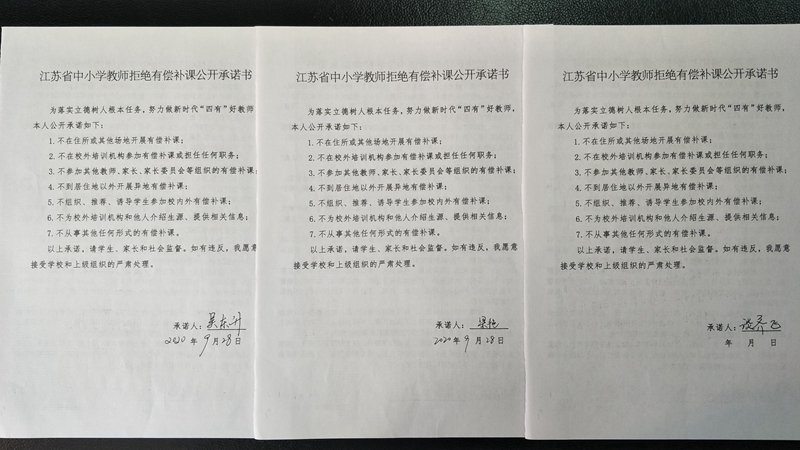 江苏省中小学教师拒绝有偿补课公开承诺书
为落实立德树人根本任务，努力做新时代“四有”好教师，
本人公开承诺如下：
1. 不在住所或其他场地开展有偿补课；
2. 不在校外培训机构参加有偿补课或担任任何职务；
3. 不参加其他教师、家长、家长委员会等组织的有偿补课；
4. 不到居住地以外开展异地有偿补课；
5. 不组织、推荐、诱导学生参加校内外有偿补课；
6. 不为校外培训机构和他人介绍生源、提供相关信息；
7. 不从事其他任何形式的有偿补课。
以上承诺，请学生、家长和社会监督。如有违反，我愿意
接受学校和上级组织的严肃处理。
承诺人：吴东升
2020 年 9 月 28 日
江苏省中小学教师拒绝有偿补课公开承诺书
为落实立德树人根本任务，努力做新时代“四有”好教师，
本人公开承诺如下：
1. 不在住所或其他场地开展有偿补课；
2. 不在校外培训机构参加有偿补课或担任任何职务；
3. 不参加其他教师、家长、家长委员会等组织的有偿补课；
4. 不到居住地以外开展异地有偿补课；
5. 不组织、推荐、诱导学生参加校内外有偿补课；
6. 不为校外培训机构和他人介绍生源、提供相关信息；
7. 不从事其他任何形式的有偿补课。
以上承诺，请学生、家长和社会监督。如有违反，我愿意
接受学校和上级组织的严肃处理。
承诺人：梁艳
2020 年 9 月 28 日
江苏省中小学教师拒绝有偿补课公开承诺书
为落实立德树人根本任务，努力做新时代“四有”好教师，
本人公开承诺如下：
1. 不在住所或其他场地开展有偿补课；
2. 不在校外培训机构参加有偿补课或担任任何职务；
3. 不参加其他教师、家长、家长委员会等组织的有偿补课；
4. 不到居住地以外开展异地有偿补课；
5. 不组织、推荐、诱导学生参加校内外有偿补课；
6. 不为校外培训机构和他人介绍生源、提供相关信息；
7. 不从事其他任何形式的有偿补课。
以上承诺，请学生、家长和社会监督。如有违反，我愿意
接受学校和上级组织的严肃处理。
承诺人：谈齐飞
年 月 日